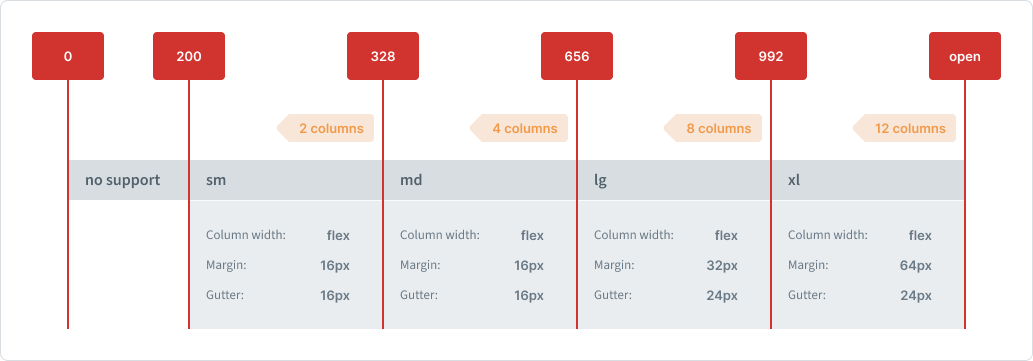 0 200 328 656 992 open
2 columns 4 columns 8 columns 12 columns
no support sm md lg xl
Column width: flex Column width: flex Column width: flex Column width: flex
Margin: 16px Margin: 16px Margin: 32px Margin: 64px
Gutter: 16px Gutter: 16px Gutter: 24px Gutter: 24px